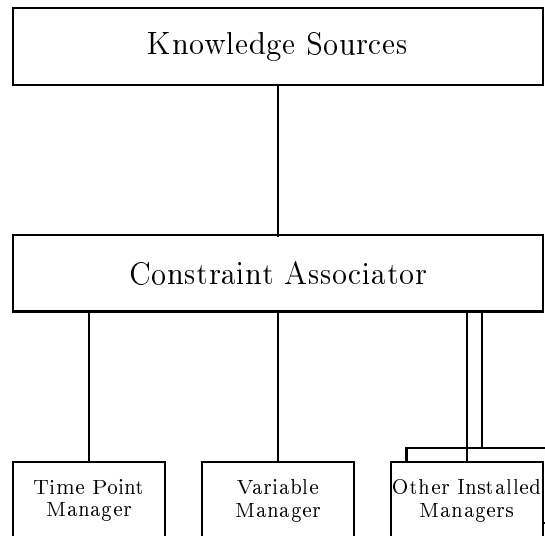 Knowledge Sources
Constraint Associator
Time Point
Manager
Variable
Manager
Other Installed
Managers